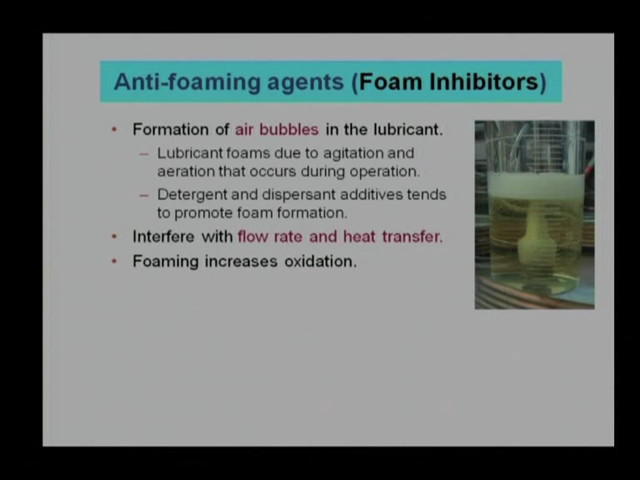 Anti-foaming agents (Foam Inhibitors)
• Formation of air bubbles in the lubricant.
– Lubricant foams due to agitation and
aeration that occurs during operation.
– Detergent and dispersant additives tends
to promote foam formation.
• Interfere with flow rate and heat transfer.
• Foaming increases oxidation.